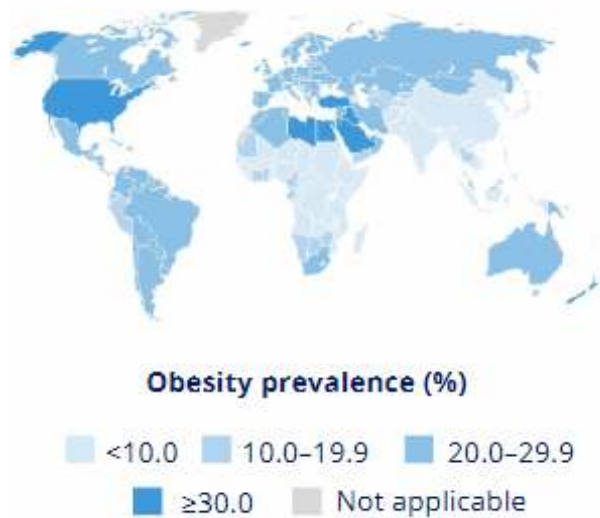 Obesity prevalence (%)
<10.0 10.0–19.9 20.0–29.9
≥30.0 Not applicable